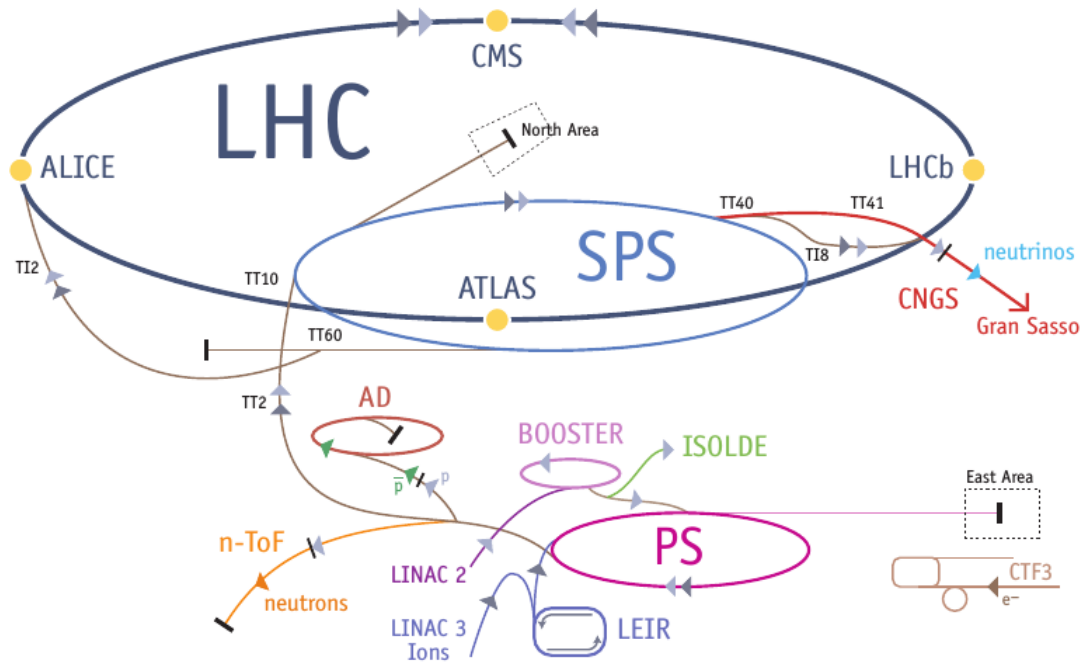 CMS
LHC
North Area
ALICE
LHCb
TT40
TT41
SPS
TI8
neutrinos
TI2
TT10
ATLAS
CNGS
Gran Sasso
TT60
TT2
AD
BOOSTER
ISOLDE
p̅
p
East Area
n-ToF
PS
LINAC 2
CTF3
neutrons
e–
LINAC 3
Ions
LEIR